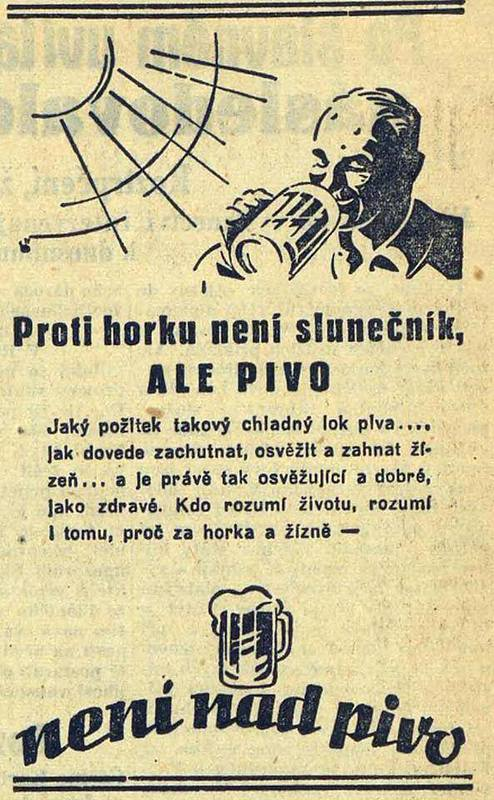 Proti horku není slunečník,
ALE PIVO
Jaký požitek takový chladný lok piva....
jak dovede zachutnat, osvěžit a zahnat ží-
zeň... a je právě tak osvěžující a dobré,
jako zdravé. Kdo rozumí životu, rozumí
i tomu, proč za horka a žízně —
není nad pivo